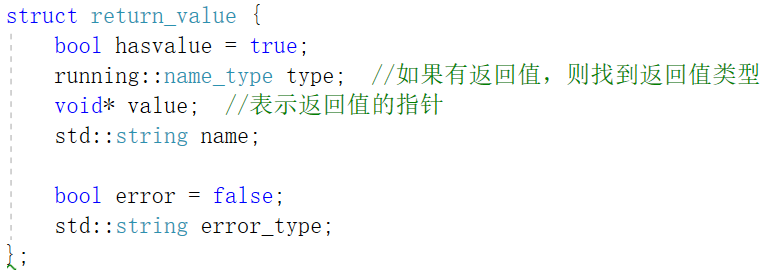 struct return_value {
    bool hasvalue = true;
    running::name_type type;  //如果有返回值，则找到返回值类型
    void* value;  //表示返回值的指针
    std::string name;

    bool error = false;
    std::string error_type;
};